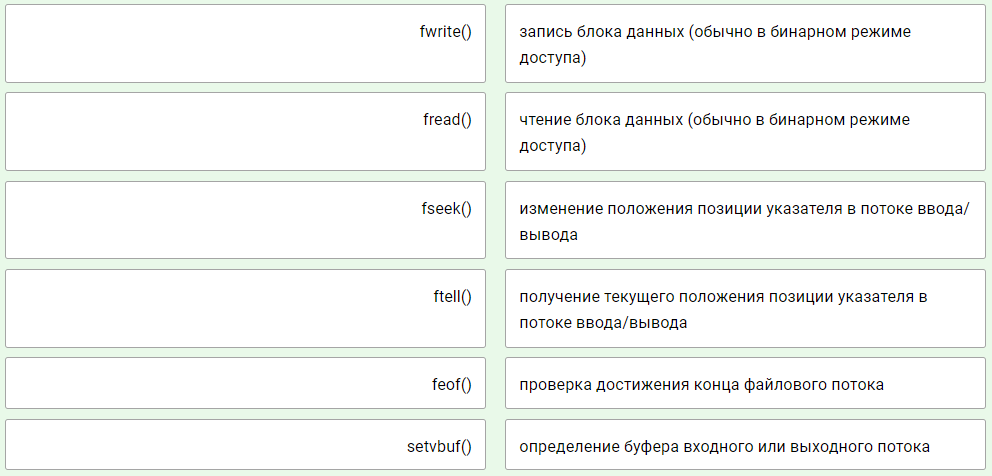 fwrite()
запись блока данных (обычно в бинарном режиме
доступа)
fread()
чтение блока данных (обычно в бинарном режиме
доступа)
fseek()
изменение положения позиции указателя в потоке ввода/
вывода
ftell()
получение текущего положения позиции указателя в
потоке ввода/вывода
feof()
проверка достижения конца файлового потока
setvbuf()
определение буфера входного или выходного потока